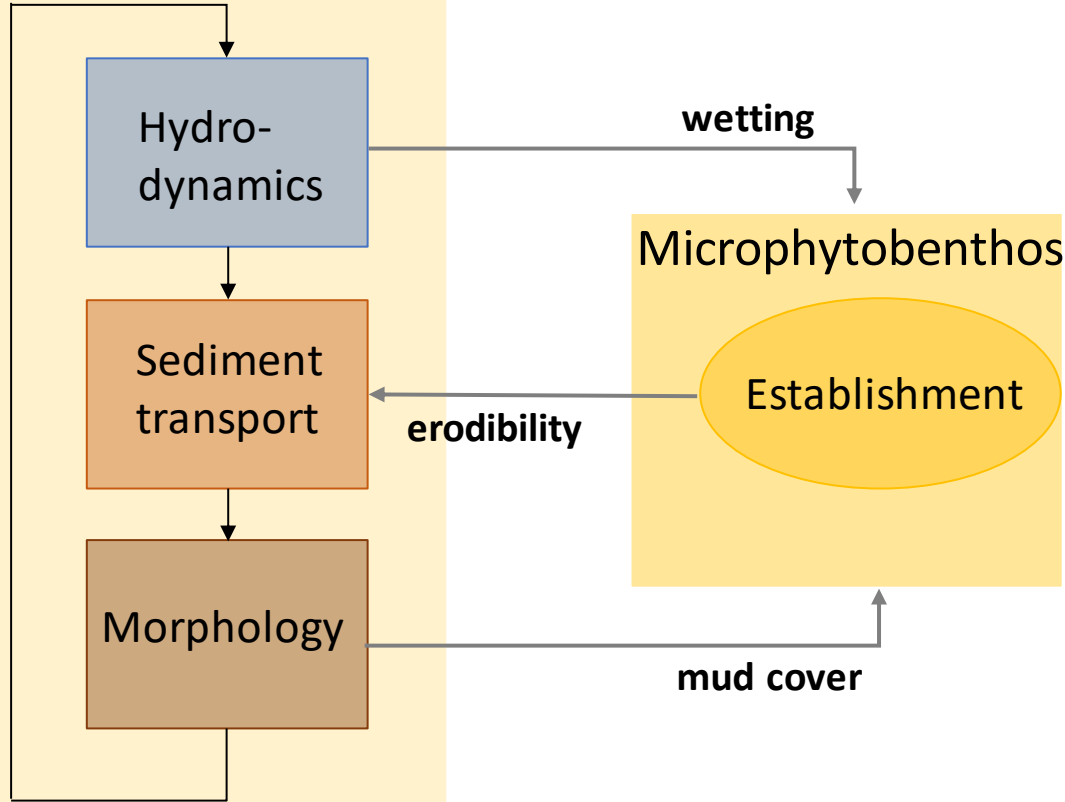 Hydro-
dynamics
wetting
Microphytobenthos
Sediment
transport
erodibility
Establishment
Morphology
mud cover